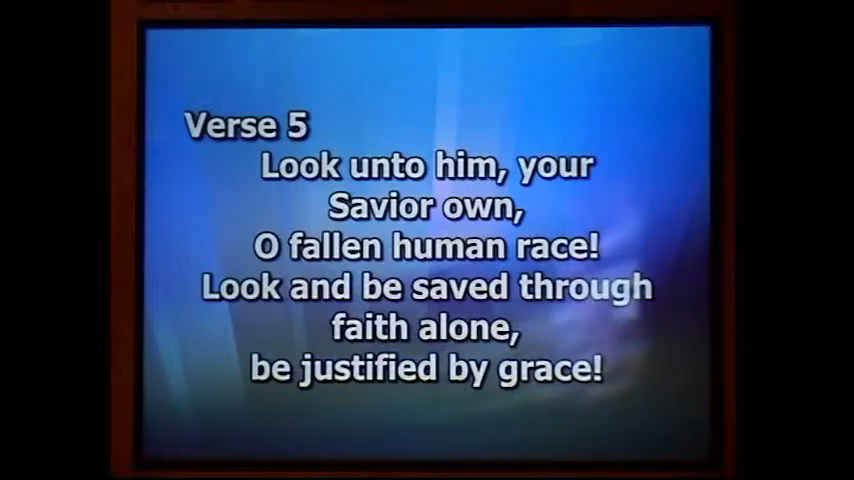 Verse 5
Look unto him, your
Savior own,
O fallen human race!
Look and be saved through
faith alone,
be justified by grace!